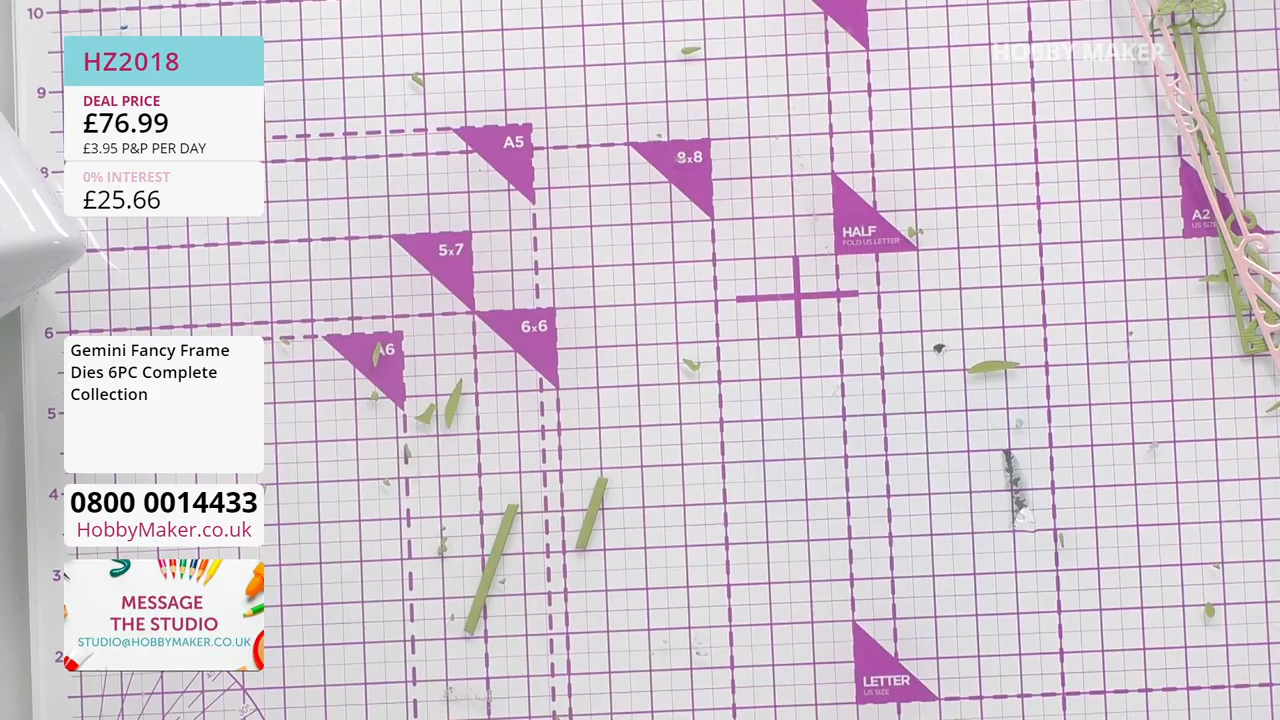 HZ2018
DEAL PRICE
£76.99
£3.95 P&P PER DAY
0% INTEREST
£25.66
Gemini Fancy Frame
Dies 6PC Complete
Collection
0800 0014433
HobbyMaker.co.uk
MESSAGE
THE STUDIO
STUDIO@HOBBYMAKER.CO.UK
HOBBY MAKER
10
9
8
6
5
4
3
2
A5
8x8
HALF
FOLD US LETTER
A2
US SIZE
5x7
6x6
A6
LETTER
US SIZE